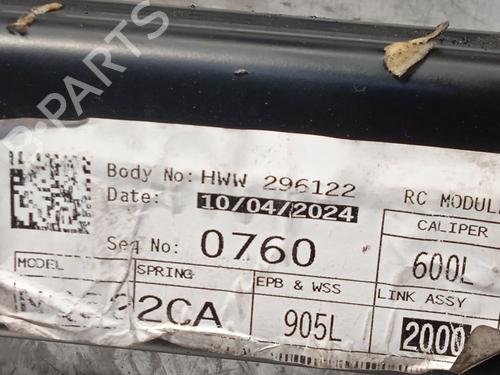 B-PARTS
Body No: HWW 296122
RC MODUL
Date: 10/04/2024
CALIPER
Seq No: 0760
600L
MODEL
SPRING
EPB & WSS
LINK ASSY
22CA
905L
2000